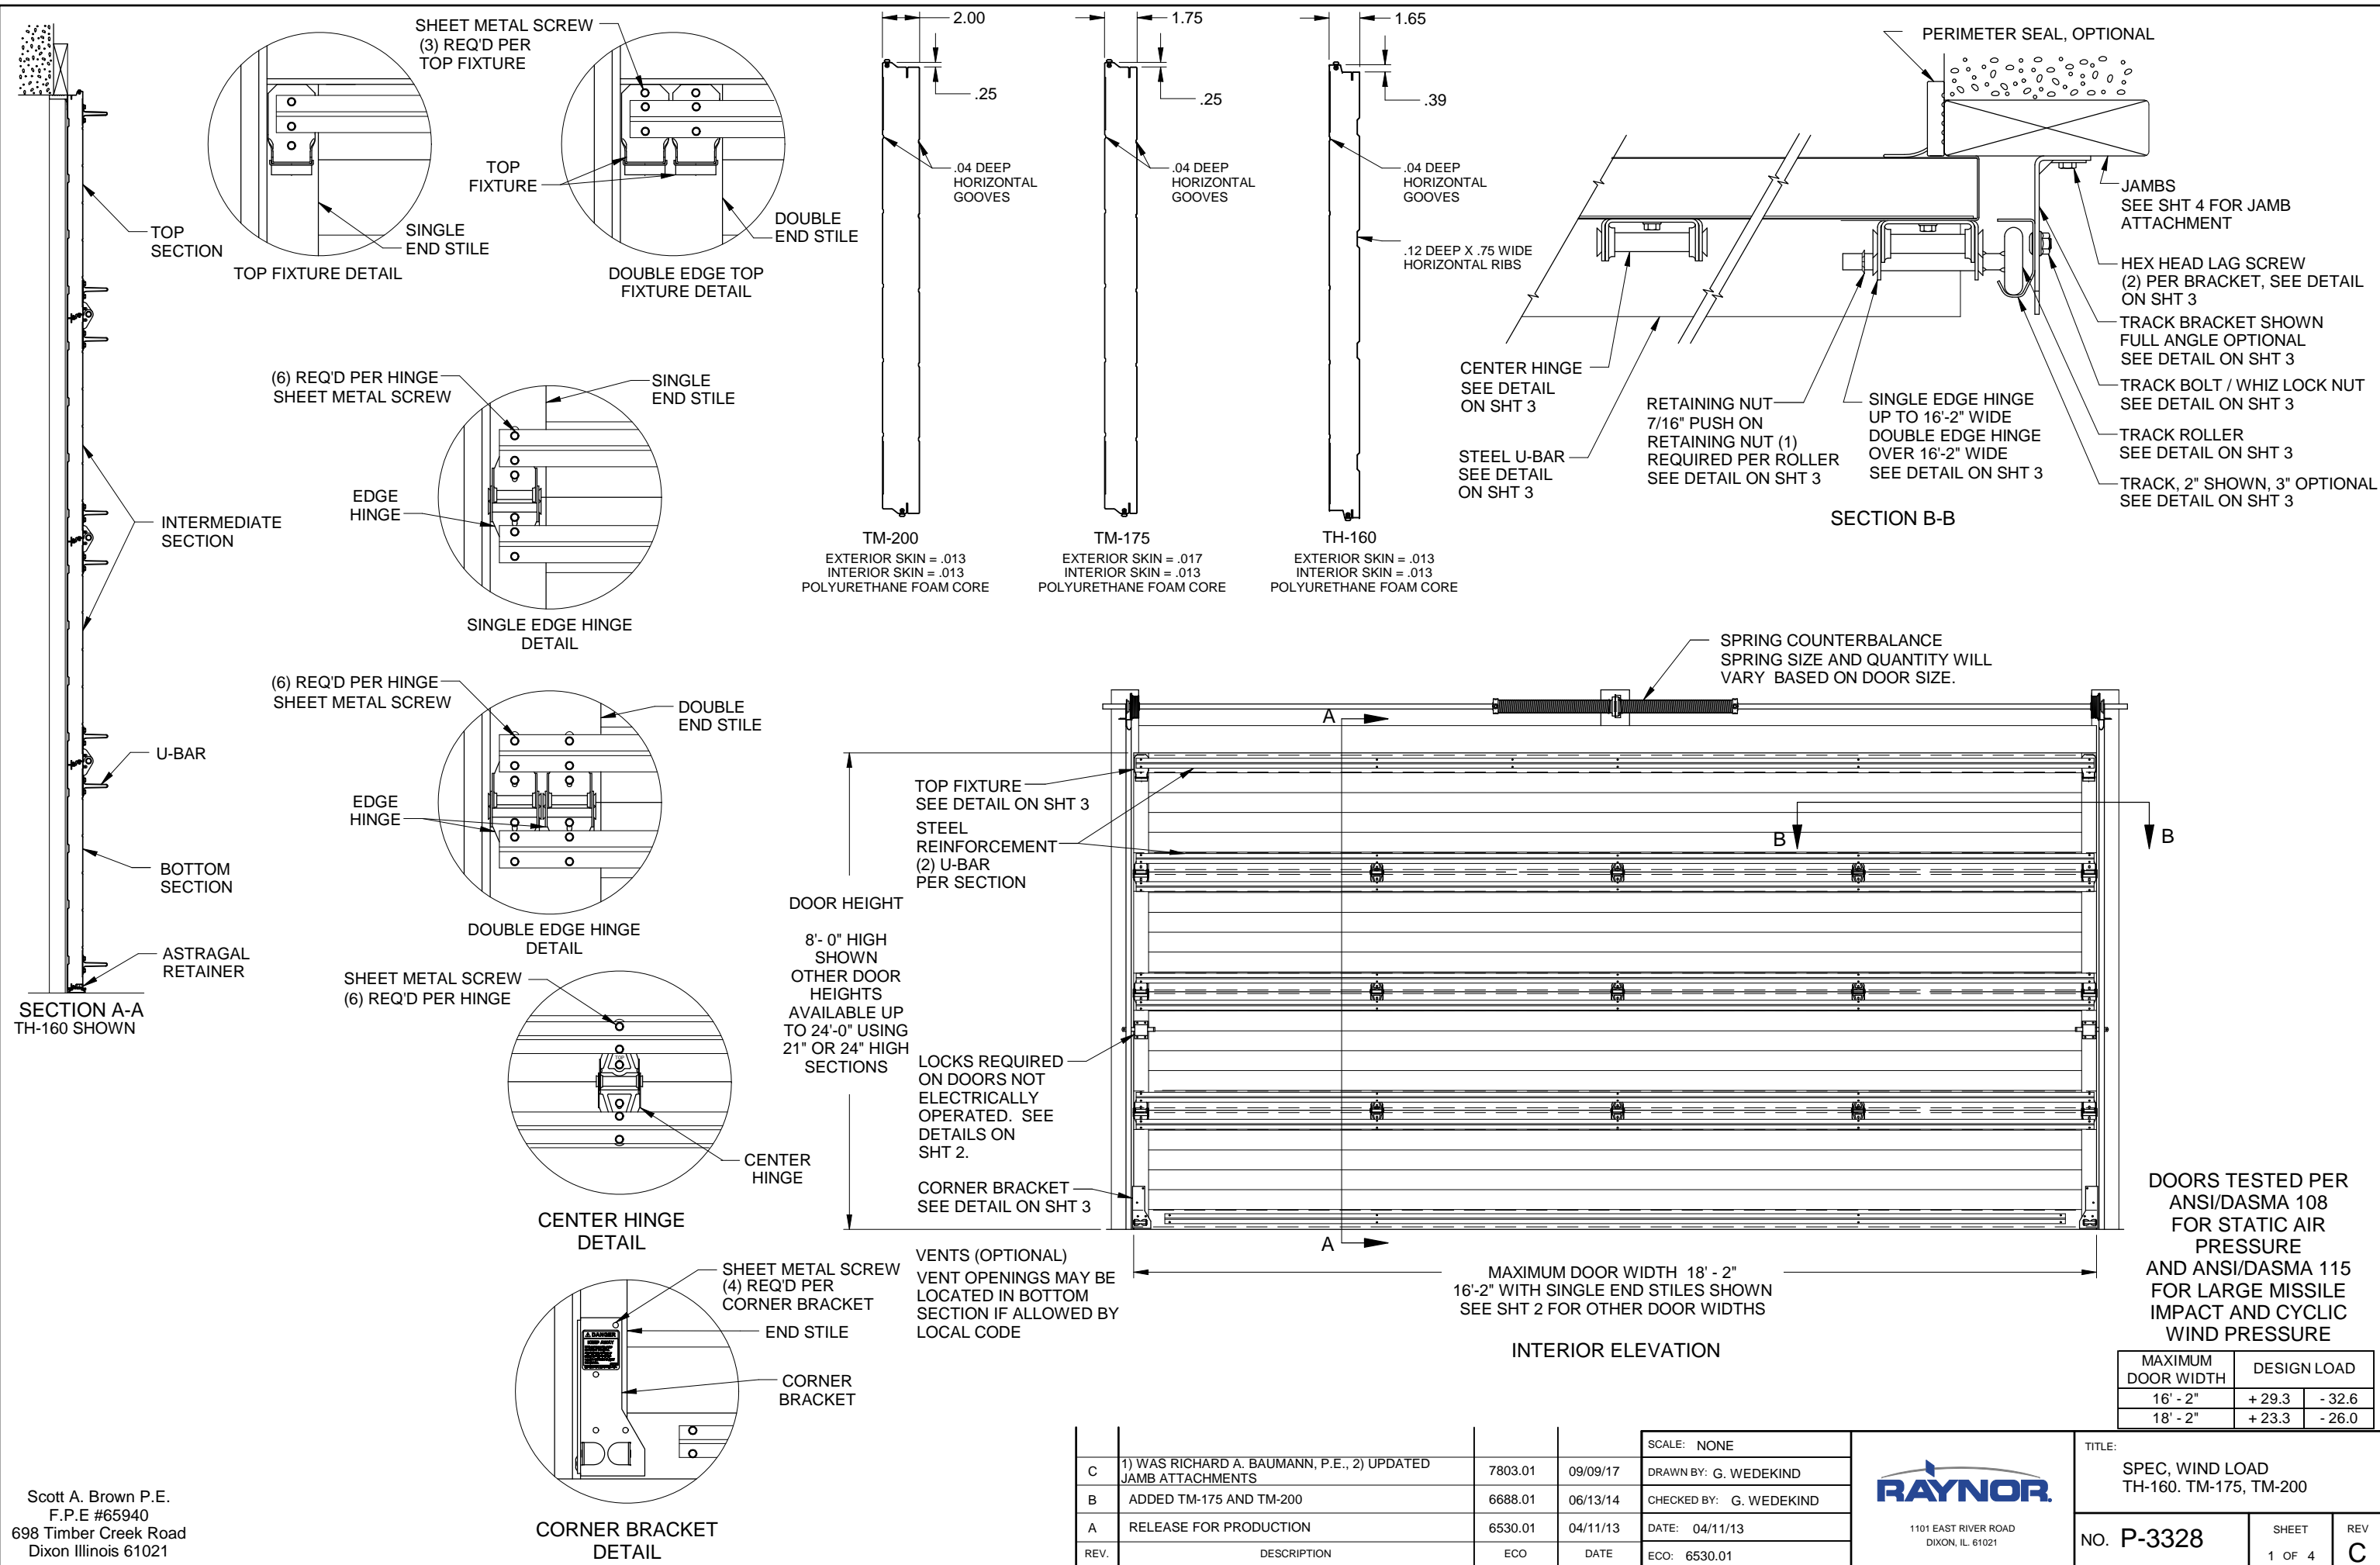 SHEET METAL SCREW
(3) REQ'D PER
TOP FIXTURE
TOP
FIXTURE
SINGLE
END STILE
DOUBLE
END STILE
TOP FIXTURE DETAIL
DOUBLE EDGE TOP
FIXTURE DETAIL
TOP
SECTION
INTERMEDIATE
SECTION
U-BAR
BOTTOM
SECTION
ASTRAGAL
RETAINER
SECTION A-A
TH-160 SHOWN
(6) REQ'D PER HINGE
SHEET METAL SCREW
SINGLE
END STILE
EDGE
HINGE
SINGLE EDGE HINGE
DETAIL
(6) REQ'D PER HINGE
SHEET METAL SCREW
DOUBLE
END STILE
EDGE
HINGE
DOUBLE EDGE HINGE
DETAIL
SHEET METAL SCREW
(6) REQ'D PER HINGE
TOP
CENTER
HINGE
CENTER HINGE
DETAIL
SHEET METAL SCREW
(4) REQ'D PER
CORNER BRACKET
END STILE
DANGER
CORNER
BRACKET
CORNER BRACKET
DETAIL
2.00
.25
.04 DEEP
HORIZONTAL
GOOVES
TM-200
EXTERIOR SKIN = .013
INTERIOR SKIN = .013
POLYURETHANE FOAM CORE
1.75
.25
.04 DEEP
HORIZONTAL
GOOVES
TM-175
EXTERIOR SKIN = .017
INTERIOR SKIN = .013
POLYURETHANE FOAM CORE
1.65
.39
.04 DEEP
HORIZONTAL
GOOVES
.12 DEEP X .75 WIDE
HORIZONTAL RIBS
TH-160
EXTERIOR SKIN = .013
INTERIOR SKIN = .013
POLYURETHANE FOAM CORE
PERIMETER SEAL, OPTIONAL
JAMBS
SEE SHT 4 FOR JAMB
ATTACHMENT
HEX HEAD LAG SCREW
(2) PER BRACKET, SEE DETAIL
ON SHT 3
TRACK BRACKET SHOWN
FULL ANGLE OPTIONAL
SEE DETAIL ON SHT 3
TRACK BOLT / WHIZ LOCK NUT
SEE DETAIL ON SHT 3
TRACK ROLLER
SEE DETAIL ON SHT 3
TRACK, 2" SHOWN, 3" OPTIONAL
SEE DETAIL ON SHT 3
CENTER HINGE
SEE DETAIL
ON SHT 3
STEEL U-BAR
SEE DETAIL
ON SHT 3
RETAINING NUT
7/16" PUSH ON
RETAINING NUT (1)
REQUIRED PER ROLLER
SEE DETAIL ON SHT 3
SINGLE EDGE HINGE
UP TO 16'-2" WIDE
DOUBLE EDGE HINGE
OVER 16'-2" WIDE
SEE DETAIL ON SHT 3
SECTION B-B
SPRING COUNTERBALANCE
SPRING SIZE AND QUANTITY WILL
VARY BASED ON DOOR SIZE.
A
B
B
A
TOP FIXTURE
SEE DETAIL ON SHT 3
STEEL
REINFORCEMENT
(2) U-BAR
PER SECTION
DOOR HEIGHT
8'- 0" HIGH
SHOWN
OTHER DOOR
HEIGHTS
AVAILABLE UP
TO 24'-0" USING
21" OR 24" HIGH
SECTIONS
LOCKS REQUIRED
ON DOORS NOT
ELECTRICALLY
OPERATED. SEE
DETAILS ON
SHT 2.
CORNER BRACKET
SEE DETAIL ON SHT 3
VENTS (OPTIONAL)
VENT OPENINGS MAY BE
LOCATED IN BOTTOM
SECTION IF ALLOWED BY
LOCAL CODE
MAXIMUM DOOR WIDTH 18' - 2"
16'-2" WITH SINGLE END STILES SHOWN
SEE SHT 2 FOR OTHER DOOR WIDTHS
INTERIOR ELEVATION
DOORS TESTED PER
ANSI/DASMA 108
FOR STATIC AIR
PRESSURE
AND ANSI/DASMA 115
FOR LARGE MISSILE
IMPACT AND CYCLIC
WIND PRESSURE
MAXIMUM
DOOR WIDTH
DESIGN LOAD
16' - 2" + 29.3 - 32.6
18' - 2" + 23.3 - 26.0
Scott A. Brown P.E.
F.P.E #65940
698 Timber Creek Road
Dixon Illinois 61021
C 1) WAS RICHARD A. BAUMANN, P.E., 2) UPDATED
JAMB ATTACHMENTS 7803.01 09/09/17
B ADDED TM-175 AND TM-200 6688.01 06/13/14
A RELEASE FOR PRODUCTION 6530.01 04/11/13
REV. DESCRIPTION ECO DATE
SCALE: NONE
DRAWN BY: G. WEDEKIND
CHECKED BY: G. WEDEKIND
DATE: 04/11/13
ECO: 6530.01
RAYNOR
1101 EAST RIVER ROAD
DIXON, IL. 61021
TITLE:
SPEC, WIND LOAD
TH-160. TM-175, TM-200
NO. P-3328
SHEET
1 OF 4
REV
C